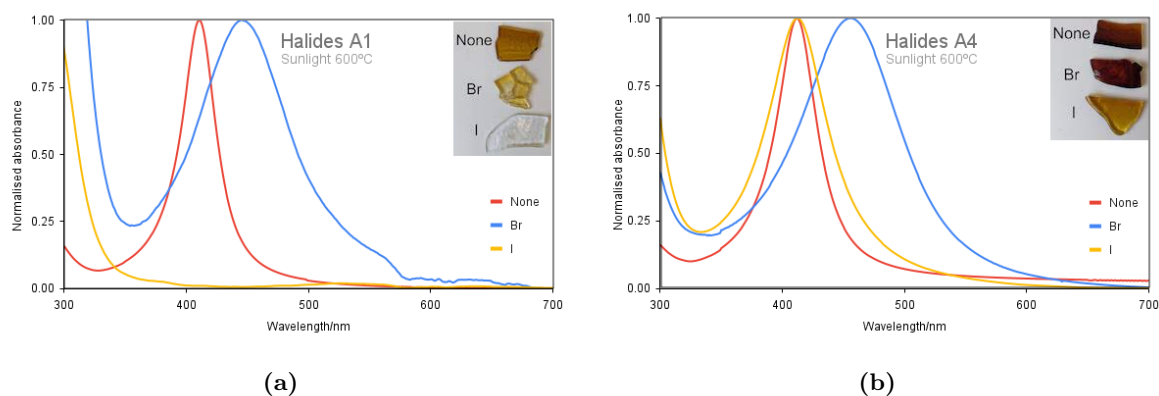 Halides A1
Sunlight 600ºC
None
Br
I
1.00
0.75
0.50
0.25
0.00
Normalised absorbance
None
Br
I
300
400
500
600
700
Wavelength/nm
(a)
Halides A4
Sunlight 600ºC
None
Br
I
1.00
0.75
0.50
0.25
0.00
Normalised absorbance
None
Br
I
300
400
500
600
700
Wavelength/nm
(b)